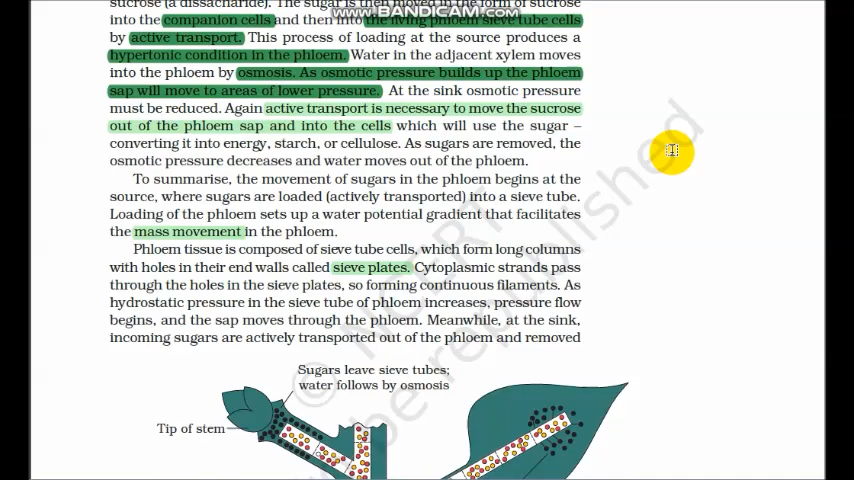 sucrose (a dissacharide). The sugar is then moved in the form of sucrose
www.BANDICAM.com
into the companion cells and then into the living phloem sieve tube cells
by active transport. This process of loading at the source produces a
hypertonic condition in the phloem. Water in the adjacent xylem moves
into the phloem by osmosis. As osmotic pressure builds up the phloem
sap will move to areas of lower pressure. At the sink osmotic pressure
must be reduced. Again active transport is necessary to move the sucrose
out of the phloem sap and into the cells which will use the sugar –
converting it into energy, starch, or cellulose. As sugars are removed, the
osmotic pressure decreases and water moves out of the phloem.
To summarise, the movement of sugars in the phloem begins at the
source, where sugars are loaded (actively transported) into a sieve tube.
Loading of the phloem sets up a water potential gradient that facilitates
the mass movement in the phloem.
Phloem tissue is composed of sieve tube cells, which form long columns
with holes in their end walls called sieve plates. Cytoplasmic strands pass
through the holes in the sieve plates, so forming continuous filaments. As
hydrostatic pressure in the sieve tube of phloem increases, pressure flow
begins, and the sap moves through the phloem. Meanwhile, at the sink,
incoming sugars are actively transported out of the phloem and removed
Sugars leave sieve tubes;
water follows by osmosis
Tip of stem
© NCERT
be republished